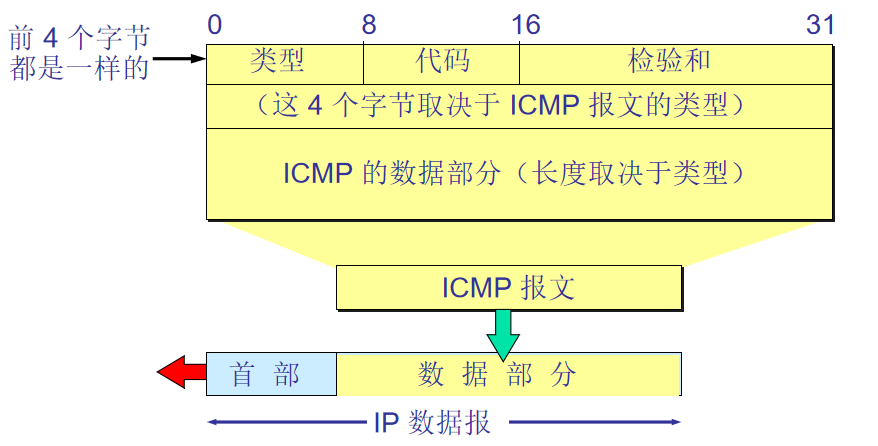 0 8 16 31
前 4 个字节
都是一样的
类型 代码 检验和
（这 4 个字节取决于 ICMP 报文的类型）
ICMP 的数据部分（长度取决于类型）
ICMP 报文
首 部 数 据 部 分
IP 数据报